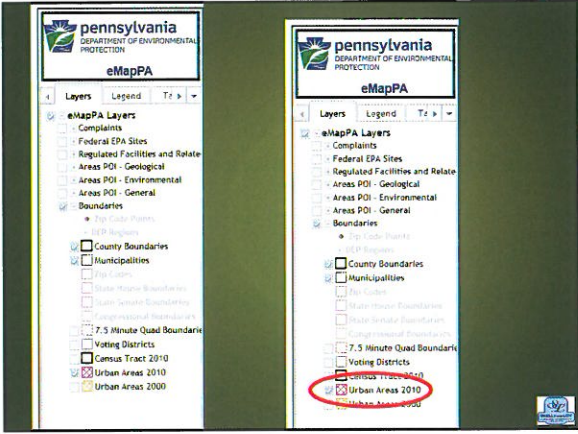 pennsylvania
DEPARTMENT OF ENVIRONMENTAL
PROTECTION
eMapPA
Layers Legend
eMapPA Layers
Complaints
Federal EPA Sites
Regulated Facilities and Relate
Areas POI - Geological
Areas POI - Environmental
Areas POI - General
Boundaries
Zip Code Points
DEP Regions
County Boundaries
Municipalities
Zip Codes
State House Boundaries
State Senate Boundaries
Congressional Boundaries
7.5 Minute Quad Boundarie
Voting Districts
Census Tract 2010
Urban Areas 2010
Urban Areas 2000
pennsylvania
DEPARTMENT OF ENVIRONMENTAL
PROTECTION
eMapPA
Layers Legend
eMapPA Layers
Complaints
Federal EPA Sites
Regulated Facilities and Relate
Areas POI - Geological
Areas POI - Environmental
Areas POI - General
Boundaries
Zip Code Points
DEP Regions
County Boundaries
Municipalities
Zip Codes
State House Boundaries
State Senate Boundaries
Congressional Boundaries
7.5 Minute Quad Boundarie
Voting Districts
Census Tract 2010
Urban Areas 2010
Urban Areas 2000